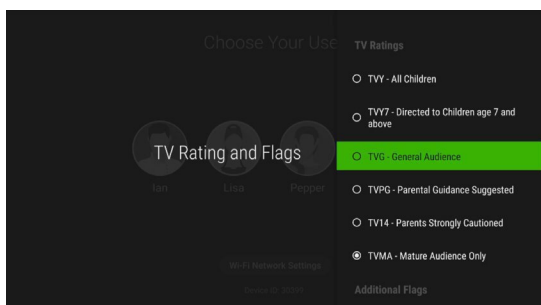 Choose Your Use
TV Rating and Flags
Ian
Lisa
Pepper
Wi-Fi Network Settings
TV Ratings
TVY - All Children
TVY7 - Directed to Children age 7 and
above
TVG - General Audience
TVPG - Parental Guidance Suggested
TV14 - Parents Strongly Cautioned
TVMA - Mature Audience Only
Additional Flags